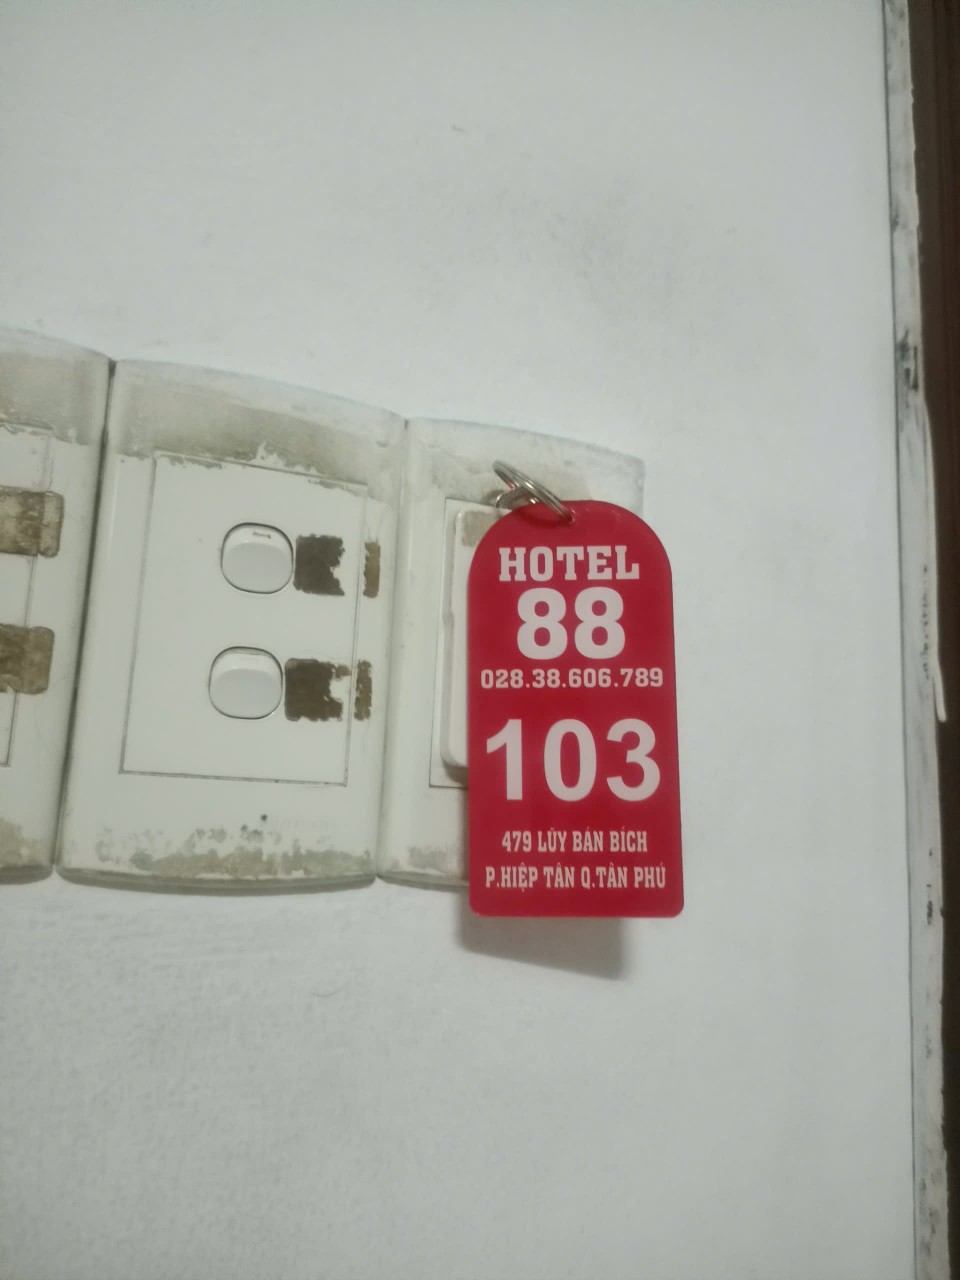 HOTEL
88
028.38.606.789
103
479 LŨY BÁN BÍCH
P.HIỆP TÂN Q.TÂN PHÚ